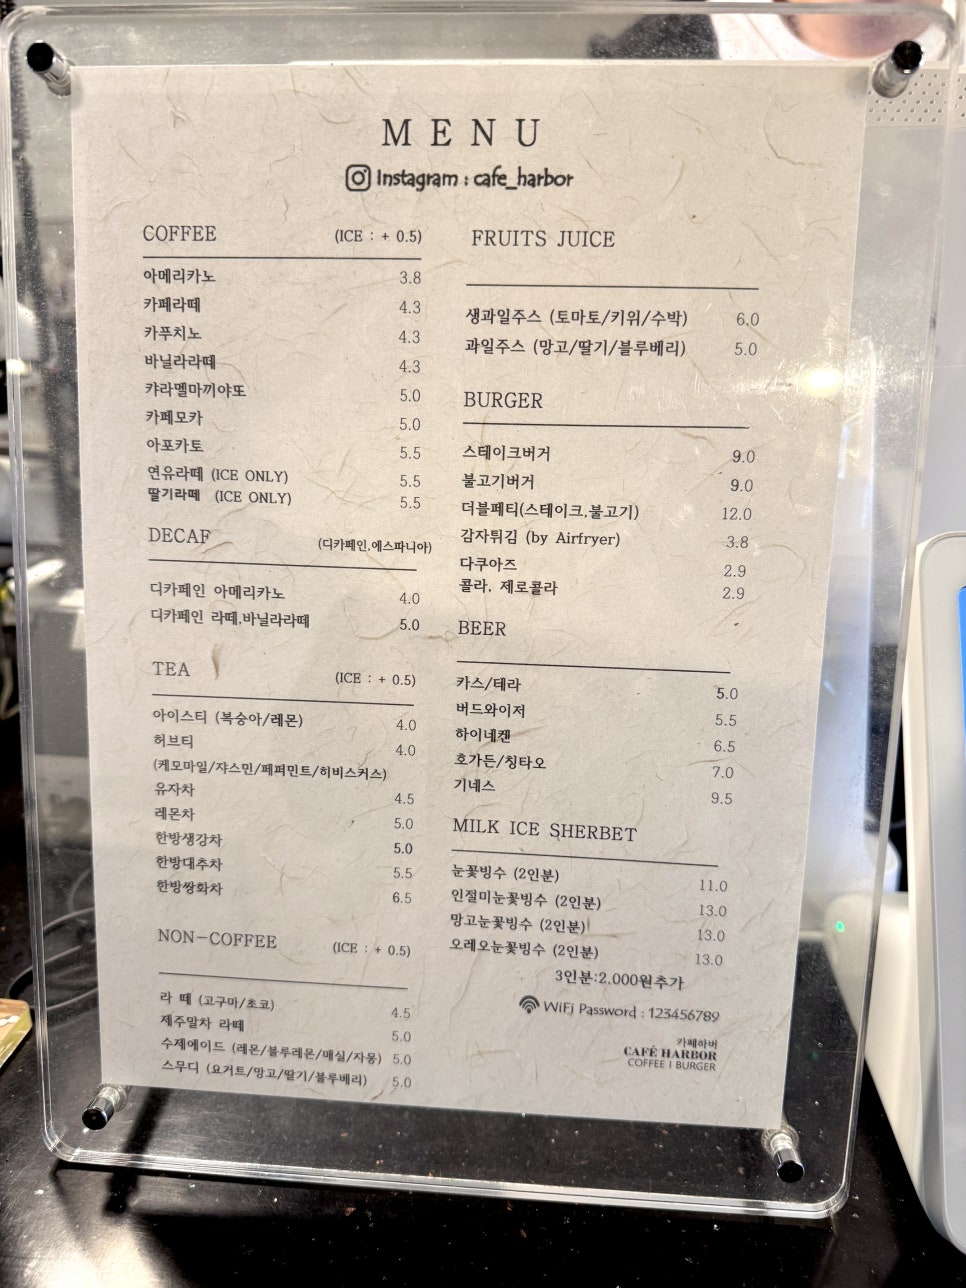 MENU
Instagram : cafe_harbor
COFFEE (ICE : + 0.5)
아메리카노 3.8
카페라떼 4.3
카푸치노 4.3
바닐라라떼 4.3
캬라멜마끼야또 5.0
카페모카 5.0
아포카토 5.5
연유라떼 (ICE ONLY) 5.5
딸기라떼 (ICE ONLY) 5.5
DECAF (디카페인,에스파니아)
디카페인 아메리카노 4.0
디카페인 라떼,바닐라라떼 5.0
TEA (ICE : + 0.5)
아이스티 (복숭아/레몬) 4.0
허브티 4.0
(케모마일/쟈스민/페퍼민트/히비스커스)
유자차 4.5
레몬차 5.0
한방생강차 5.0
한방대추차 5.5
한방쌍화차 6.5
NON-COFFEE (ICE : + 0.5)
라 떼 (고구마/초코) 4.5
제주말차 라떼 5.0
수제에이드 (레몬/블루레몬/매실/자몽) 5.0
스무디 (요거트/망고/딸기/블루베리) 5.0
FRUITS JUICE
생과일주스 (토마토/키위/수박) 6.0
과일주스 (망고/딸기/블루베리) 5.0
BURGER
스테이크버거 9.0
불고기버거 9.0
더블페티(스테이크,불고기) 12.0
감자튀김 (by Airfryer) 3.8
다쿠아즈 2.9
콜라, 제로콜라 2.9
BEER
카스/테라 5.0
버드와이저 5.5
하이네켄 6.5
호가든/칭타오 7.0
기네스 9.5
MILK ICE SHERBET
눈꽃빙수 (2인분) 11.0
인절미눈꽃빙수 (2인분) 13.0
망고눈꽃빙수 (2인분) 13.0
오레오눈꽃빙수 (2인분) 13.0
3인분:2.000원추가
WiFi Password : 123456789
카페하버
CAFÉ HARBOR
COFFEE I BURGER